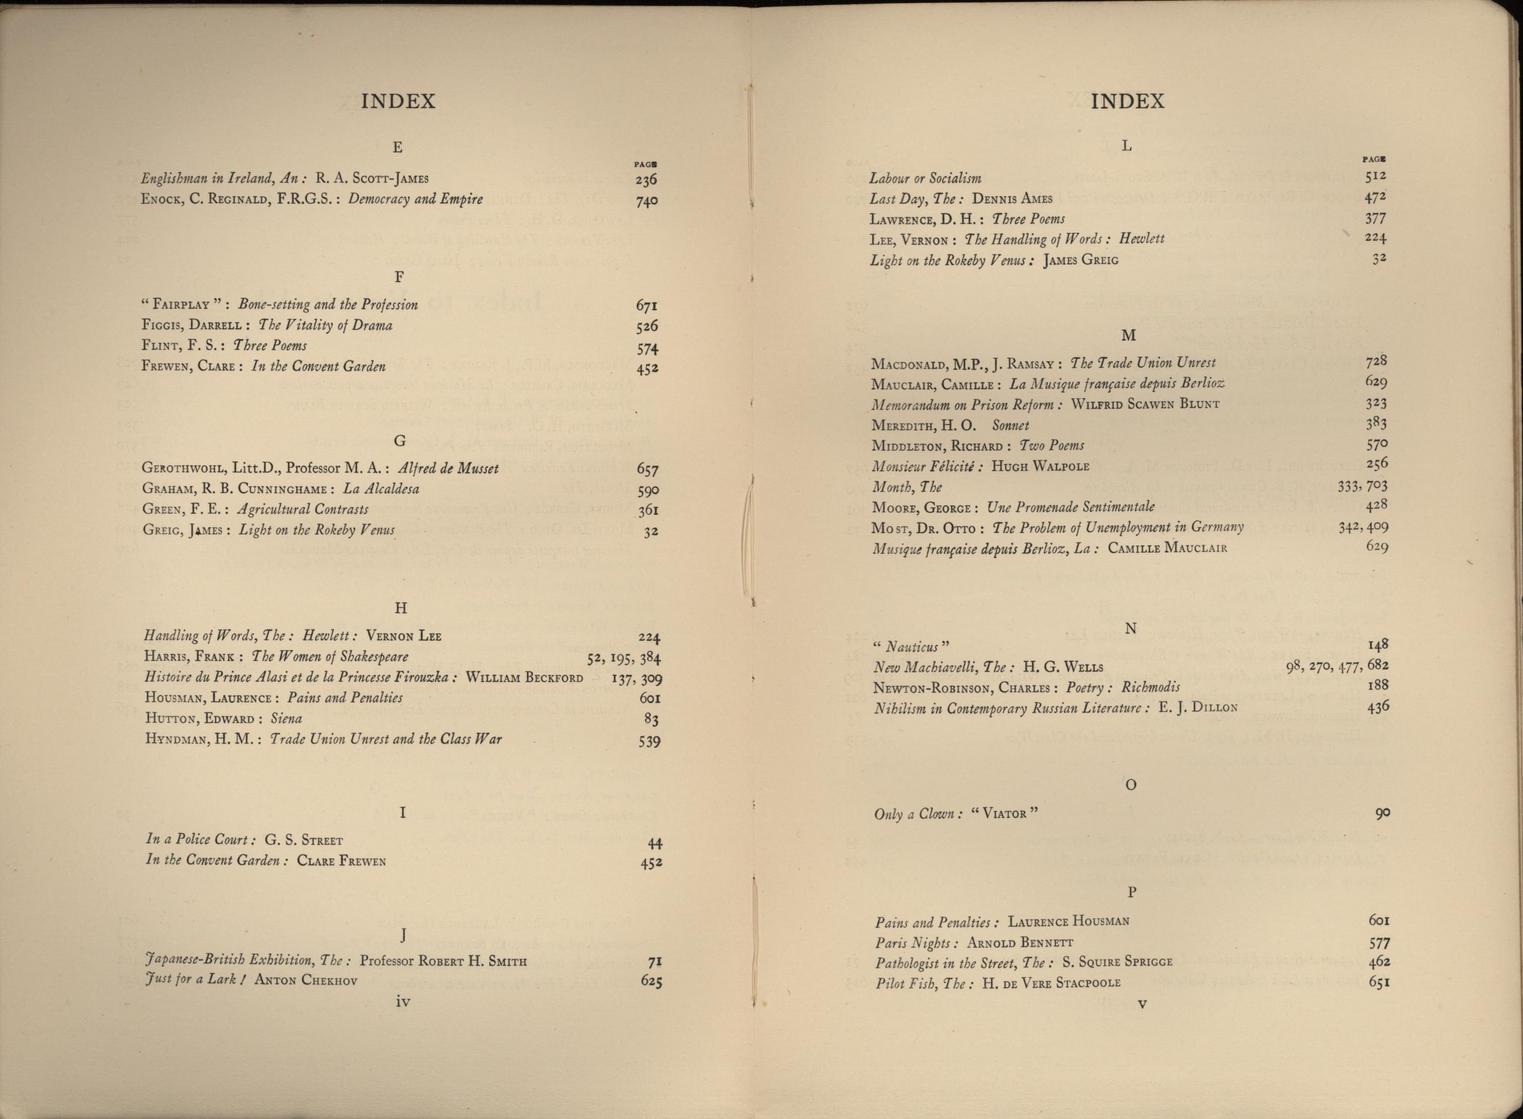 INDEX
E
PAGE
Englishman in Ireland, An : R. A. Scott-James 236
Enock, C. Reginald, F.R.G.S. : Democracy and Empire 740
F
“ Fairplay ” : Bone-setting and the Profession 671
Figgis, Darrell : The Vitality of Drama 526
Flint, F. S. : Three Poems 574
Frewen, Clare : In the Convent Garden 452
G
Gerothwohl, Litt.D., Professor M. A. : Alfred de Musset 657
Graham, R. B. Cunninghame : La Alcaldesa 590
Green, F. E. : Agricultural Contrasts 361
Greig, James : Light on the Rokeby Venus 32
H
Handling of Words, The : Hewlett : Vernon Lee 224
Harris, Frank : The Women of Shakespeare 52, 195, 384
Histoire du Prince Alasi et de la Princesse Firouzka : William Beckford 137, 309
Housman, Laurence : Pains and Penalties 601
Hutton, Edward : Siena 83
Hyndman, H. M. : Trade Union Unrest and the Class War 539
I
In a Police Court : G. S. Street 44
In the Convent Garden : Clare Frewen 452
J
Japanese-British Exhibition, The : Professor Robert H. Smith 71
Just for a Lark ! Anton Chekhov 625
iv
INDEX
L
PAGE
Labour or Socialism 512
Last Day, The : Dennis Ames 472
Lawrence, D. H. : Three Poems 377
Lee, Vernon : The Handling of Words : Hewlett 224
Light on the Rokeby Venus : James Greig 32
M
Macdonald, M.P., J. Ramsay : The Trade Union Unrest 728
Mauclair, Camille : La Musique française depuis Berlioz 629
Memorandum on Prison Reform : Wilfrid Scawen Blunt 323
Meredith, H. O. Sonnet 383
Middleton, Richard : Two Poems 570
Monsieur Félicité : Hugh Walpole 256
Month, The 333, 703
Moore, George : Une Promenade Sentimentale 428
Most, Dr. Otto : The Problem of Unemployment in Germany 342, 409
Musique française depuis Berlioz, La : Camille Mauclair 629
N
“ Nauticus ” 148
New Machiavelli, The : H. G. Wells 98, 270, 477, 682
Newton-Robinson, Charles : Poetry : Richmodis 188
Nihilism in Contemporary Russian Literature : E. J. Dillon 436
O
Only a Clown : “ Viator ” 90
P
Pains and Penalties : Laurence Housman 601
Paris Nights : Arnold Bennett 577
Pathologist in the Street, The : S. Squire Sprigge 462
Pilot Fish, The : H. de Vere Stacpoole 651
v